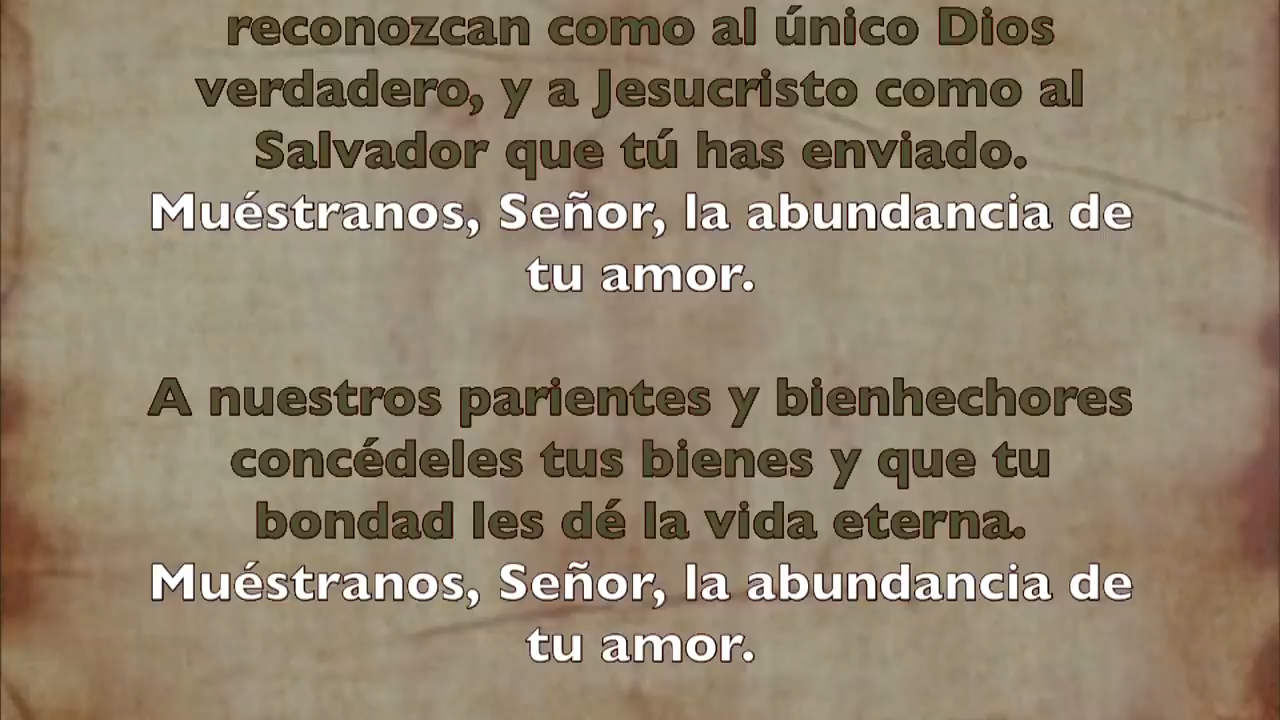 reconozcan como al único Dios
verdadero, y a Jesucristo como al
Salvador que tú has enviado.
Muéstranos, Señor, la abundancia de
tu amor.
A nuestros parientes y bienhechores
concédeles tus bienes y que tu
bondad les dé la vida eterna.
Muéstranos, Señor, la abundancia de
tu amor.